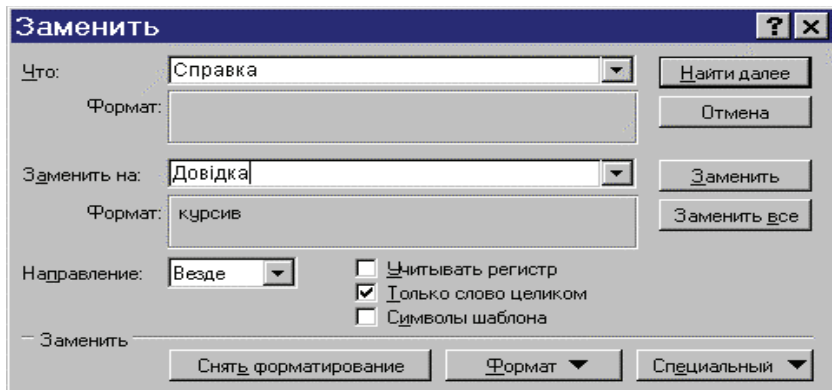 Заменить
Что: Справка Найти далее
Формат: Отмена
Заменить на: Довідка Заменить
Формат: курсив Заменить все
Направление: Везде Учитывать регистр
Только слово целиком
Символы шаблона
Заменить
Снять форматирование Формат Специальный